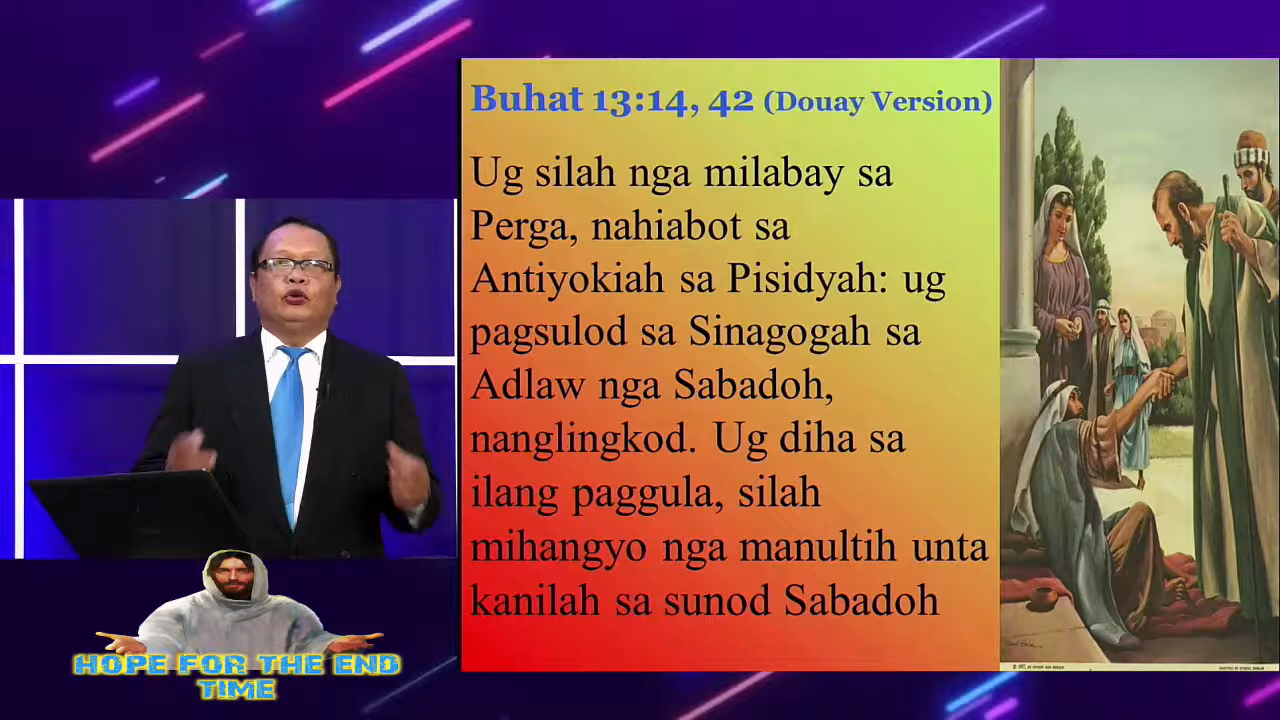 Buhat 13:14, 42 (Douay Version)
Ug silah nga milabay sa
Perga, nahiabot sa
Antiyokiah sa Pisidyah: ug
pagsulod sa Sinagogah sa
Adlaw nga Sabadoh,
nanglingkod. Ug diha sa
ilang paggula, silah
mihangyo nga manultih unta
kanilah sa sunod Sabadoh
HOPE FOR THE END
TIME